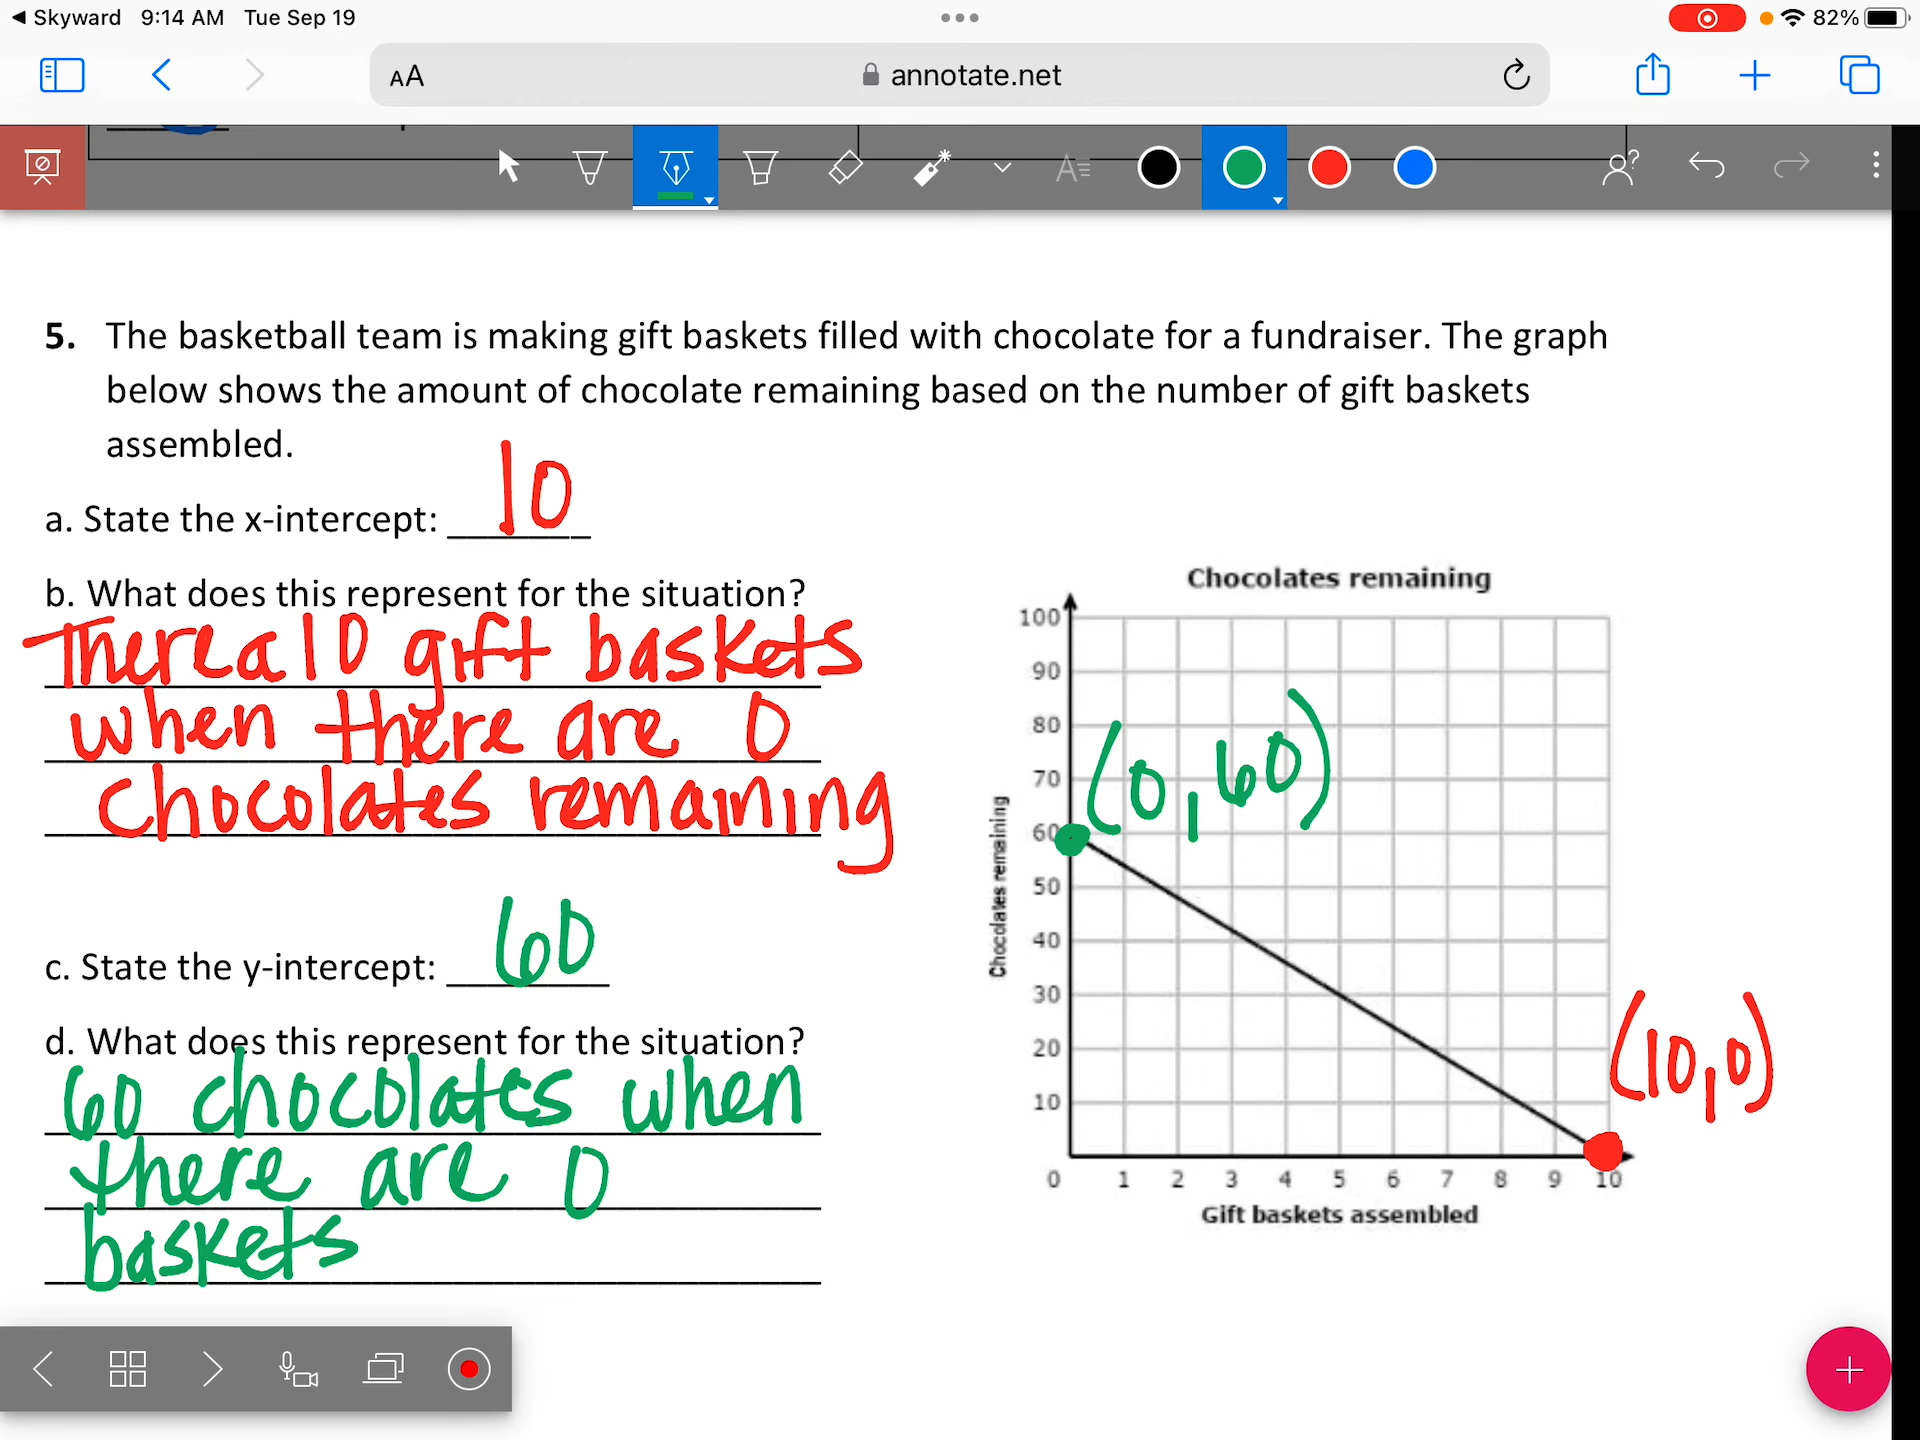 Skyward 9:14 AM Tue Sep 19
82%
AA annotate.net
5. The basketball team is making gift baskets filled with chocolate for a fundraiser. The graph
below shows the amount of chocolate remaining based on the number of gift baskets
assembled.
a. State the x-intercept: 10
b. What does this represent for the situation?
There a 10 gift baskets
when there are 0
chocolates remaining
c. State the y-intercept: 60
d. What does this represent for the situation?
60 chocolates when
there are 0
baskets
Chocolates remaining
Chocolates remaining
100
90
80
70
60
50
40
30
20
10
(0,60)
(10,0)
0 1 2 3 4 5 6 7 8 9 10
Gift baskets assembled